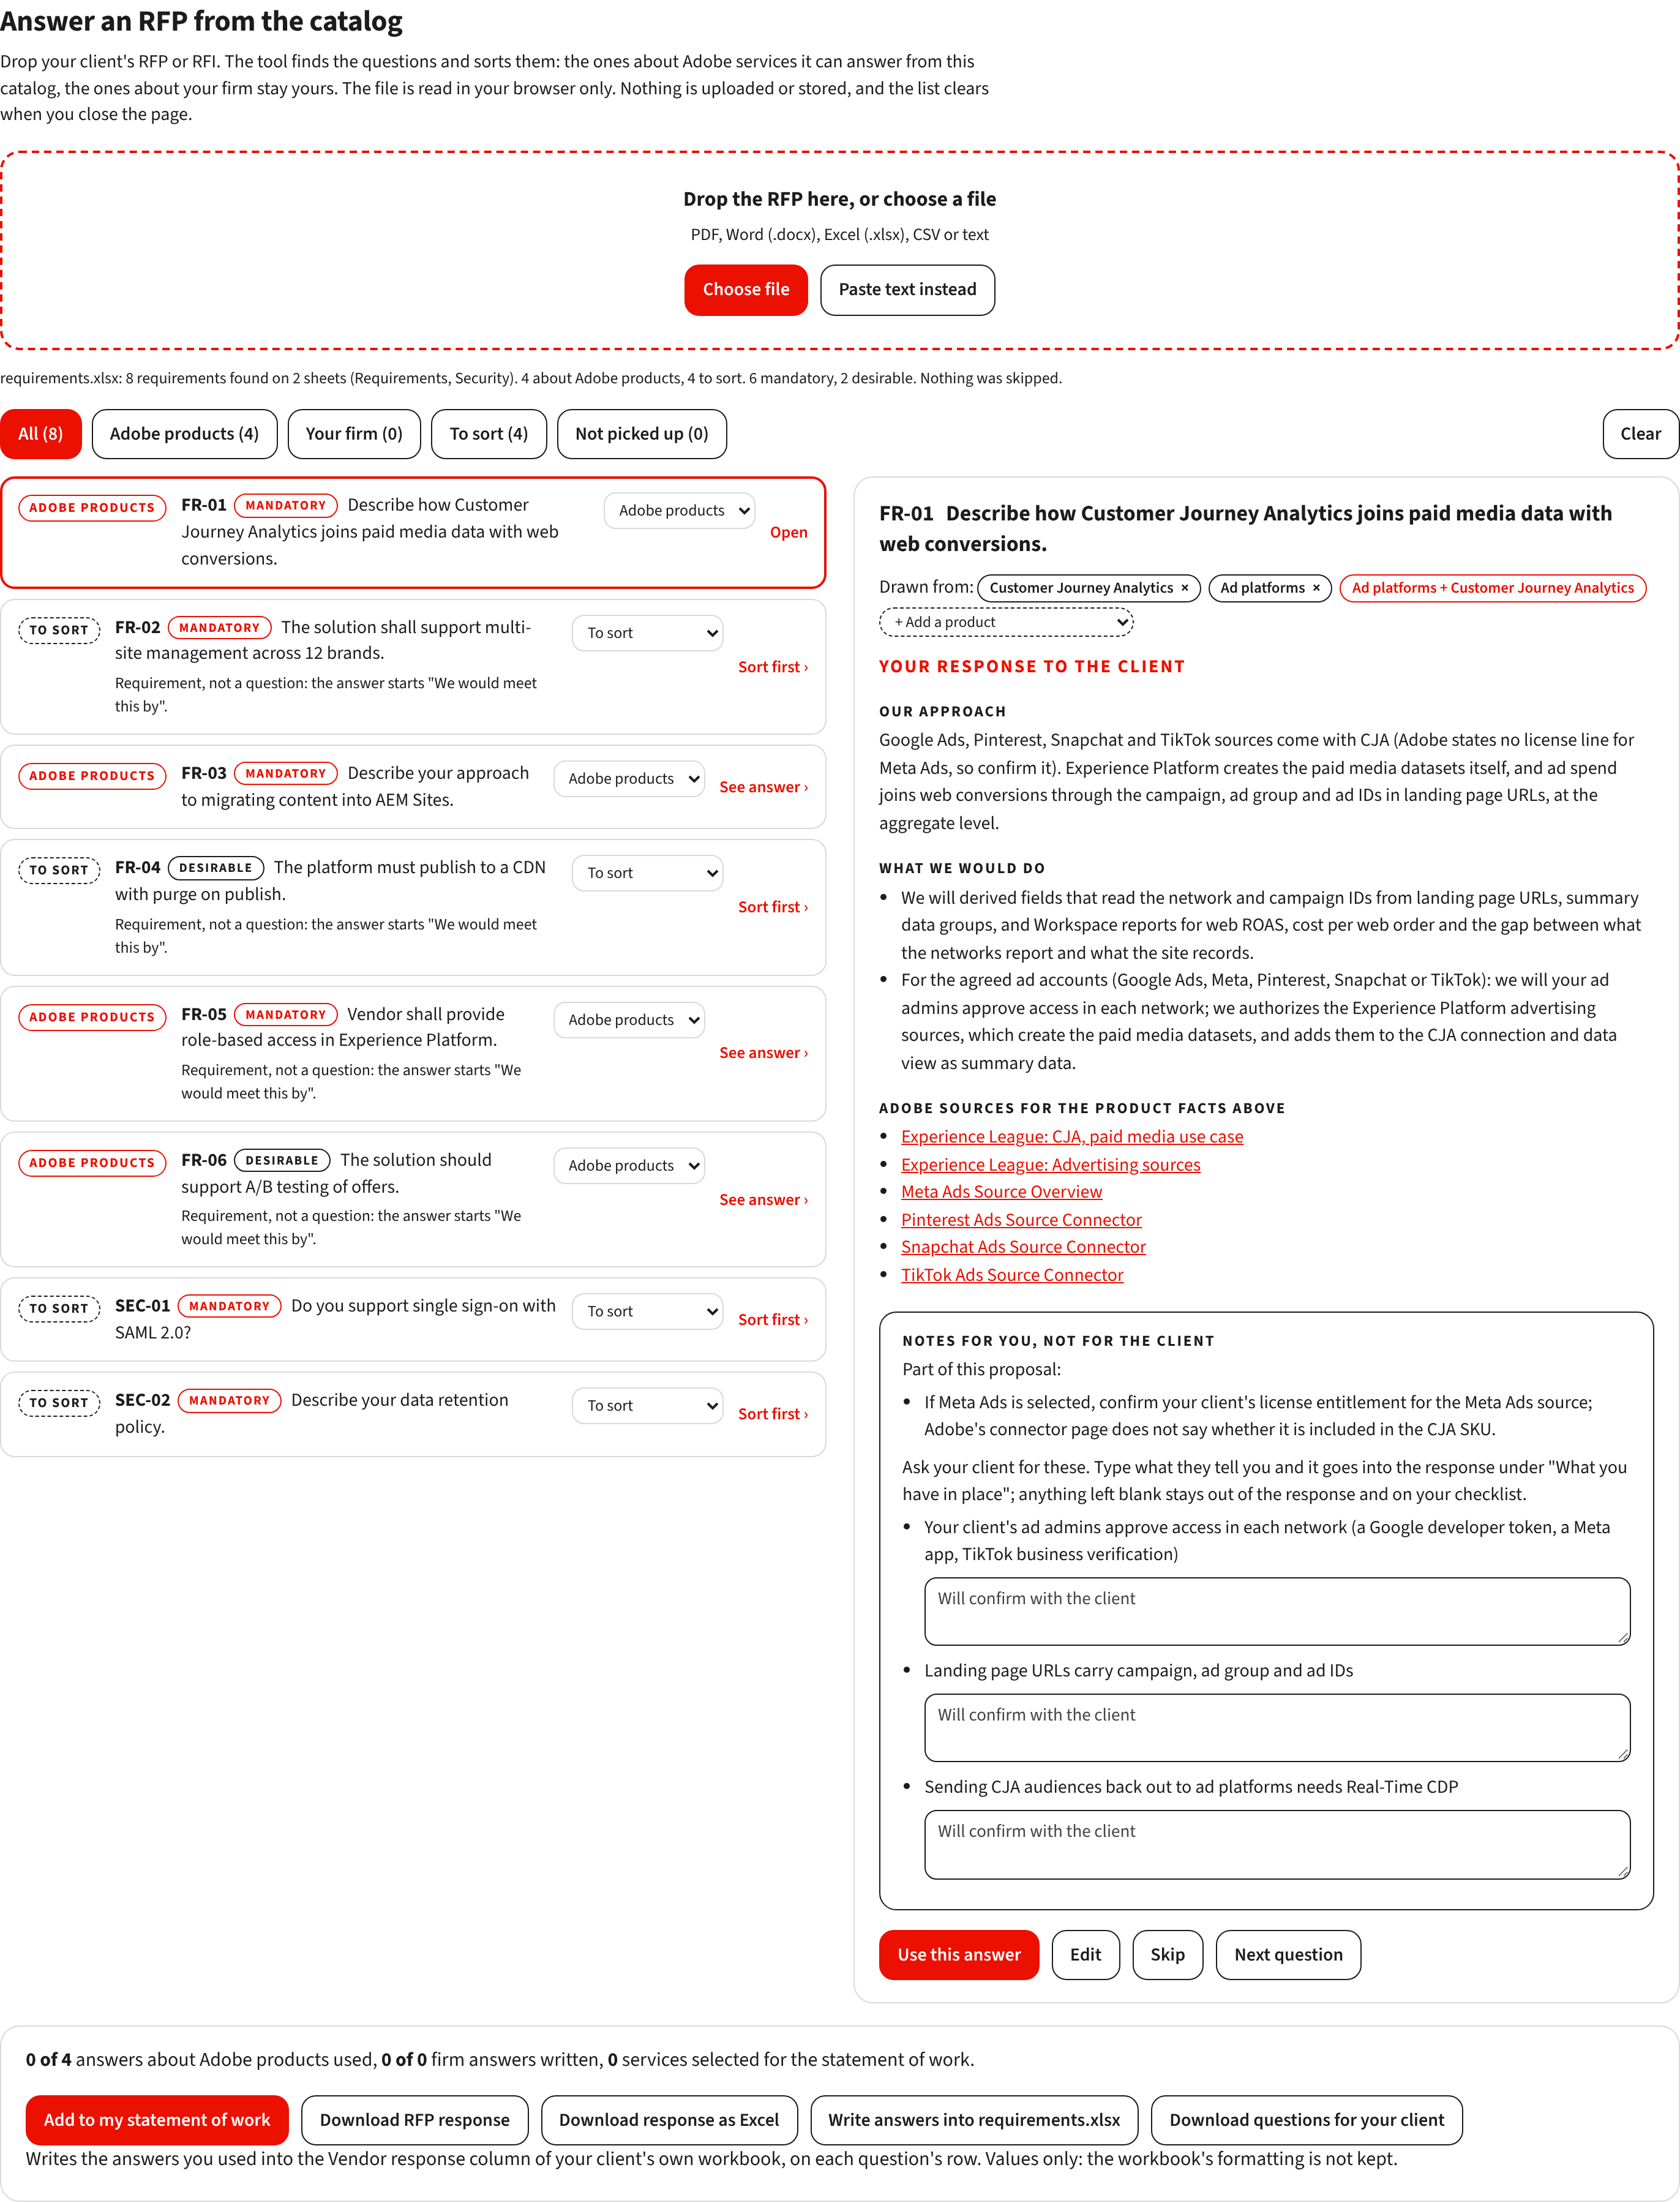 Answer an RFP from the catalog
Drop your client's RFP or RFI. The tool finds the questions and sorts them: the ones about Adobe services it can answer from this
catalog, the ones about your firm stay yours. The file is read in your browser only. Nothing is uploaded or stored, and the list clears
when you close the page.
Drop the RFP here, or choose a file
PDF, Word (.docx), Excel (.xlsx), CSV or text
Choose file
Paste text instead
requirements.xlsx: 8 requirements found on 2 sheets (Requirements, Security). 4 about Adobe products, 4 to sort. 6 mandatory, 2 desirable. Nothing was skipped.
All (8)
Adobe products (4)
Your firm (0)
To sort (4)
Not picked up (0)
Clear
ADOBE PRODUCTS
FR-01 MANDATORY Describe how Customer
Journey Analytics joins paid media data with web
conversions.
Adobe products
Open
TO SORT
FR-02 MANDATORY The solution shall support multi-
site management across 12 brands.
Requirement, not a question: the answer starts "We would meet
this by".
To sort
Sort first ›
ADOBE PRODUCTS
FR-03 MANDATORY Describe your approach
to migrating content into AEM Sites.
Adobe products
See answer ›
TO SORT
FR-04 DESIRABLE The platform must publish to a CDN
with purge on publish.
Requirement, not a question: the answer starts "We would meet
this by".
To sort
Sort first ›
ADOBE PRODUCTS
FR-05 MANDATORY Vendor shall provide
role-based access in Experience Platform.
Requirement, not a question: the answer starts "We
would meet this by".
Adobe products
See answer ›
ADOBE PRODUCTS
FR-06 DESIRABLE The solution should
support A/B testing of offers.
Requirement, not a question: the answer starts "We
would meet this by".
Adobe products
See answer ›
TO SORT
SEC-01 MANDATORY Do you support single sign-on with
SAML 2.0?
To sort
Sort first ›
TO SORT
SEC-02 MANDATORY Describe your data retention
policy.
To sort
Sort first ›
FR-01 Describe how Customer Journey Analytics joins paid media data with
web conversions.
Drawn from: Customer Journey Analytics × Ad platforms × Ad platforms + Customer Journey Analytics
+ Add a product
YOUR RESPONSE TO THE CLIENT
OUR APPROACH
Google Ads, Pinterest, Snapchat and TikTok sources come with CJA (Adobe states no license line for
Meta Ads, so confirm it). Experience Platform creates the paid media datasets itself, and ad spend
joins web conversions through the campaign, ad group and ad IDs in landing page URLs, at the
aggregate level.
WHAT WE WOULD DO
• We will derived fields that read the network and campaign IDs from landing page URLs, summary
data groups, and Workspace reports for web ROAS, cost per web order and the gap between what
the networks report and what the site records.
• For the agreed ad accounts (Google Ads, Meta, Pinterest, Snapchat or TikTok): we will your ad
admins approve access in each network; we authorizes the Experience Platform advertising
sources, which create the paid media datasets, and adds them to the CJA connection and data
view as summary data.
ADOBE SOURCES FOR THE PRODUCT FACTS ABOVE
• Experience League: CJA, paid media use case
• Experience League: Advertising sources
• Meta Ads Source Overview
• Pinterest Ads Source Connector
• Snapchat Ads Source Connector
• TikTok Ads Source Connector
NOTES FOR YOU, NOT FOR THE CLIENT
Part of this proposal:
• If Meta Ads is selected, confirm your client's license entitlement for the Meta Ads source;
Adobe's connector page does not say whether it is included in the CJA SKU.
Ask your client for these. Type what they tell you and it goes into the response under "What you
have in place"; anything left blank stays out of the response and on your checklist.
• Your client's ad admins approve access in each network (a Google developer token, a Meta
app, TikTok business verification)
Will confirm with the client
• Landing page URLs carry campaign, ad group and ad IDs
Will confirm with the client
• Sending CJA audiences back out to ad platforms needs Real-Time CDP
Will confirm with the client
Use this answer
Edit
Skip
Next question
0 of 4 answers about Adobe products used, 0 of 0 firm answers written, 0 services selected for the statement of work.
Add to my statement of work
Download RFP response
Download response as Excel
Write answers into requirements.xlsx
Download questions for your client
Writes the answers you used into the Vendor response column of your client's own workbook, on each question's row. Values only: the workbook's formatting is not kept.